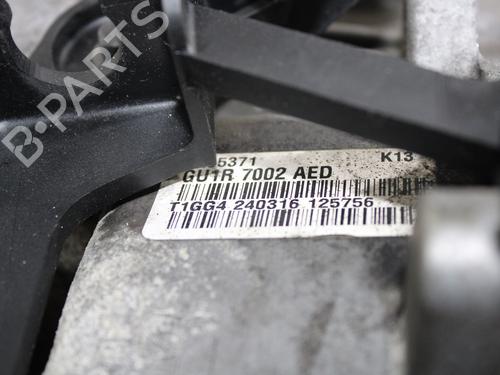 B-PARTS
5371 K13
GU1R 7002 AED
T1GG4 240316 125756